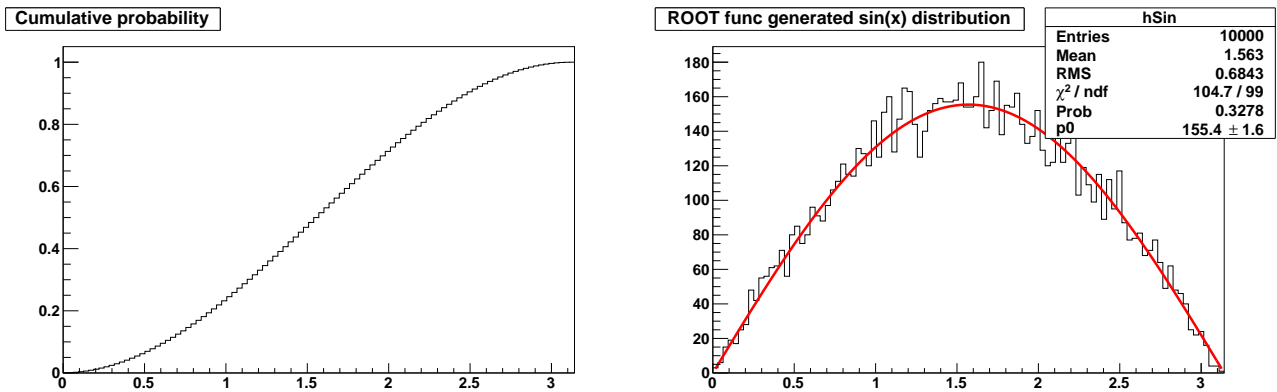 Cumulative probability
1
0.8
0.6
0.4
0.2
0
0 0.5 1 1.5 2 2.5 3
ROOT func generated sin(x) distribution
hSin
Entries 10000
Mean 1.563
RMS 0.6843
χ² / ndf 104.7 / 99
Prob 0.3278
p0 155.4 ± 1.6
180
160
140
120
100
80
60
40
20
0
0 0.5 1 1.5 2 2.5 3